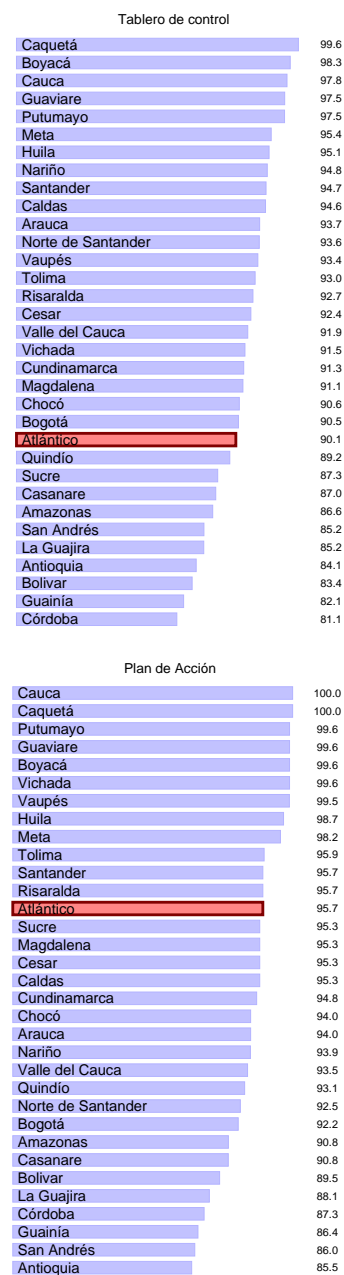 Tablero de control
Caquetá 99.6
Boyacá 98.3
Cauca 97.8
Guaviare 97.5
Putumayo 97.5
Meta 95.4
Huila 95.1
Nariño 94.8
Santander 94.7
Caldas 94.6
Arauca 93.7
Norte de Santander 93.6
Vaupés 93.4
Tolima 93.0
Risaralda 92.7
Cesar 92.4
Valle del Cauca 91.9
Vichada 91.5
Cundinamarca 91.3
Magdalena 91.1
Chocó 90.6
Bogotá 90.5
Atlántico 90.1
Quindío 89.2
Sucre 87.3
Casanare 87.0
Amazonas 86.6
San Andrés 85.2
La Guajira 85.2
Antioquia 84.1
Bolivar 83.4
Guainía 82.1
Córdoba 81.1
Plan de Acción
Cauca 100.0
Caquetá 100.0
Putumayo 99.6
Guaviare 99.6
Boyacá 99.6
Vichada 99.6
Vaupés 99.5
Huila 98.7
Meta 98.2
Tolima 95.9
Santander 95.7
Risaralda 95.7
Atlántico 95.7
Sucre 95.3
Magdalena 95.3
Cesar 95.3
Caldas 95.3
Cundinamarca 94.8
Chocó 94.0
Arauca 94.0
Nariño 93.9
Valle del Cauca 93.5
Quindío 93.1
Norte de Santander 92.5
Bogotá 92.2
Amazonas 90.8
Casanare 90.8
Bolivar 89.5
La Guajira 88.1
Córdoba 87.3
Guainía 86.4
San Andrés 86.0
Antioquia 85.5